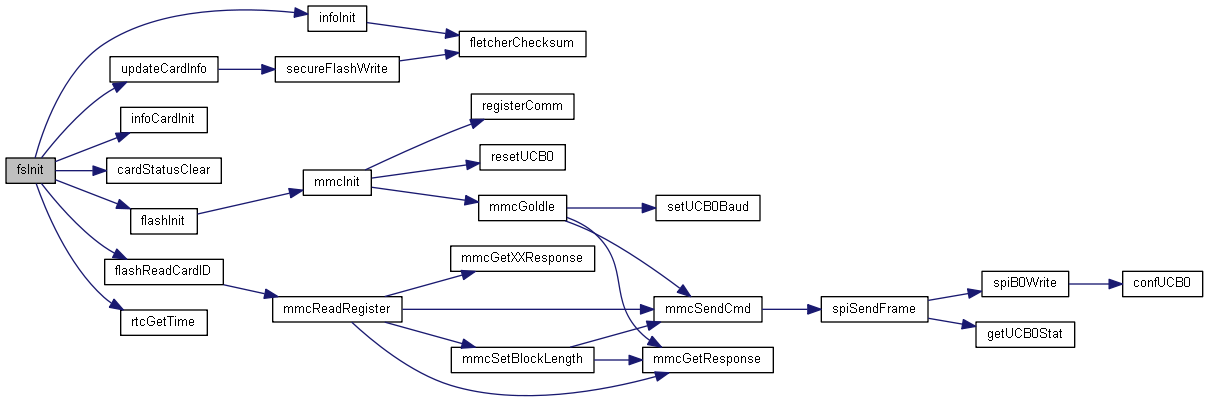 infoInit
fletcherChecksum
updateCardInfo
secureFlashWrite
registerComm
infoCardInit
resetUCB0
fsInit
cardStatusClear
mmcInit
mmcGoIdle
setUCB0Baud
flashInit
mmcGetXXResponse
flashReadCardID
spiB0Write
confUCB0
mmcReadRegister
mmcSendCmd
spiSendFrame
rtcGetTime
getUCB0Stat
mmcSetBlockLength
mmcGetResponse